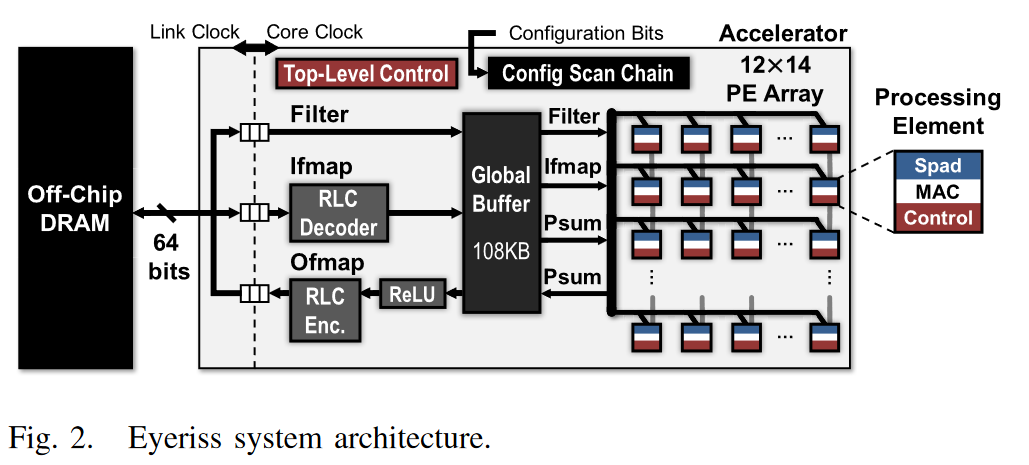 Link Clock
Core Clock
Configuration Bits
Accelerator
12×14
PE Array
Top-Level Control
Config Scan Chain
Processing
Element
Off-Chip
DRAM
64
bits
Filter
Ifmap
RLC
Decoder
Ofmap
RLC
Enc.
ReLU
Global
Buffer
108KB
Filter
Ifmap
Psum
Psum
...
...
...
...
...
...
Spad
MAC
Control
Fig. 2. Eyeriss system architecture.